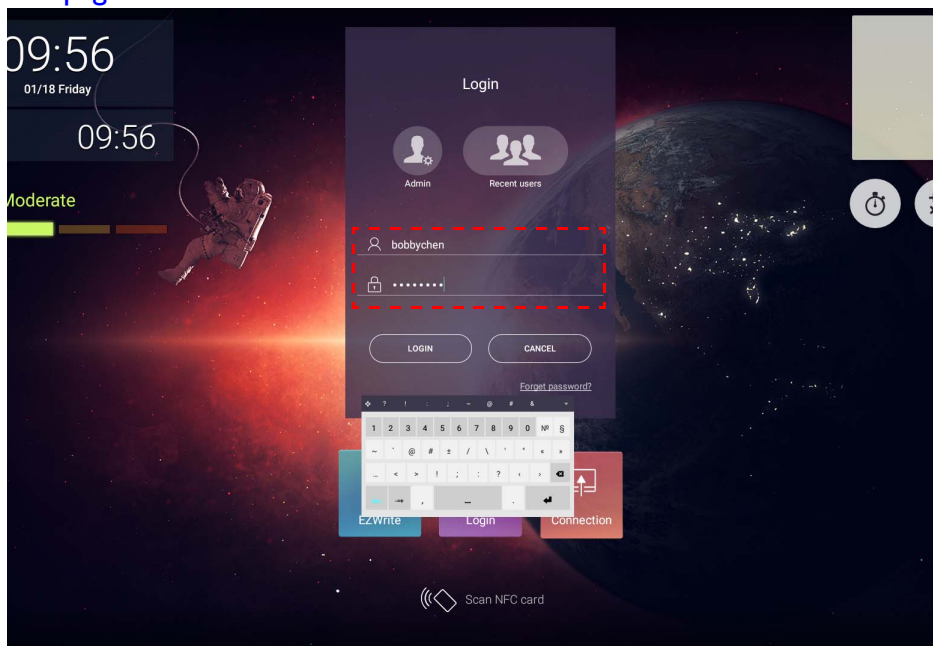 09:56
01/18 Friday
09:56
Moderate
Login
Admin
Recent users
bobbychen
••••••••
LOGIN
CANCEL
Forget password?
? ! : ; ~ @ # &
1 2 3 4 5 6 7 8 9 0 № §
~ ` @ # ± / \ ' " « »
_ < > ! ; : ? ‹ ›
, .
EZWrite
Login
Connection
Scan NFC card